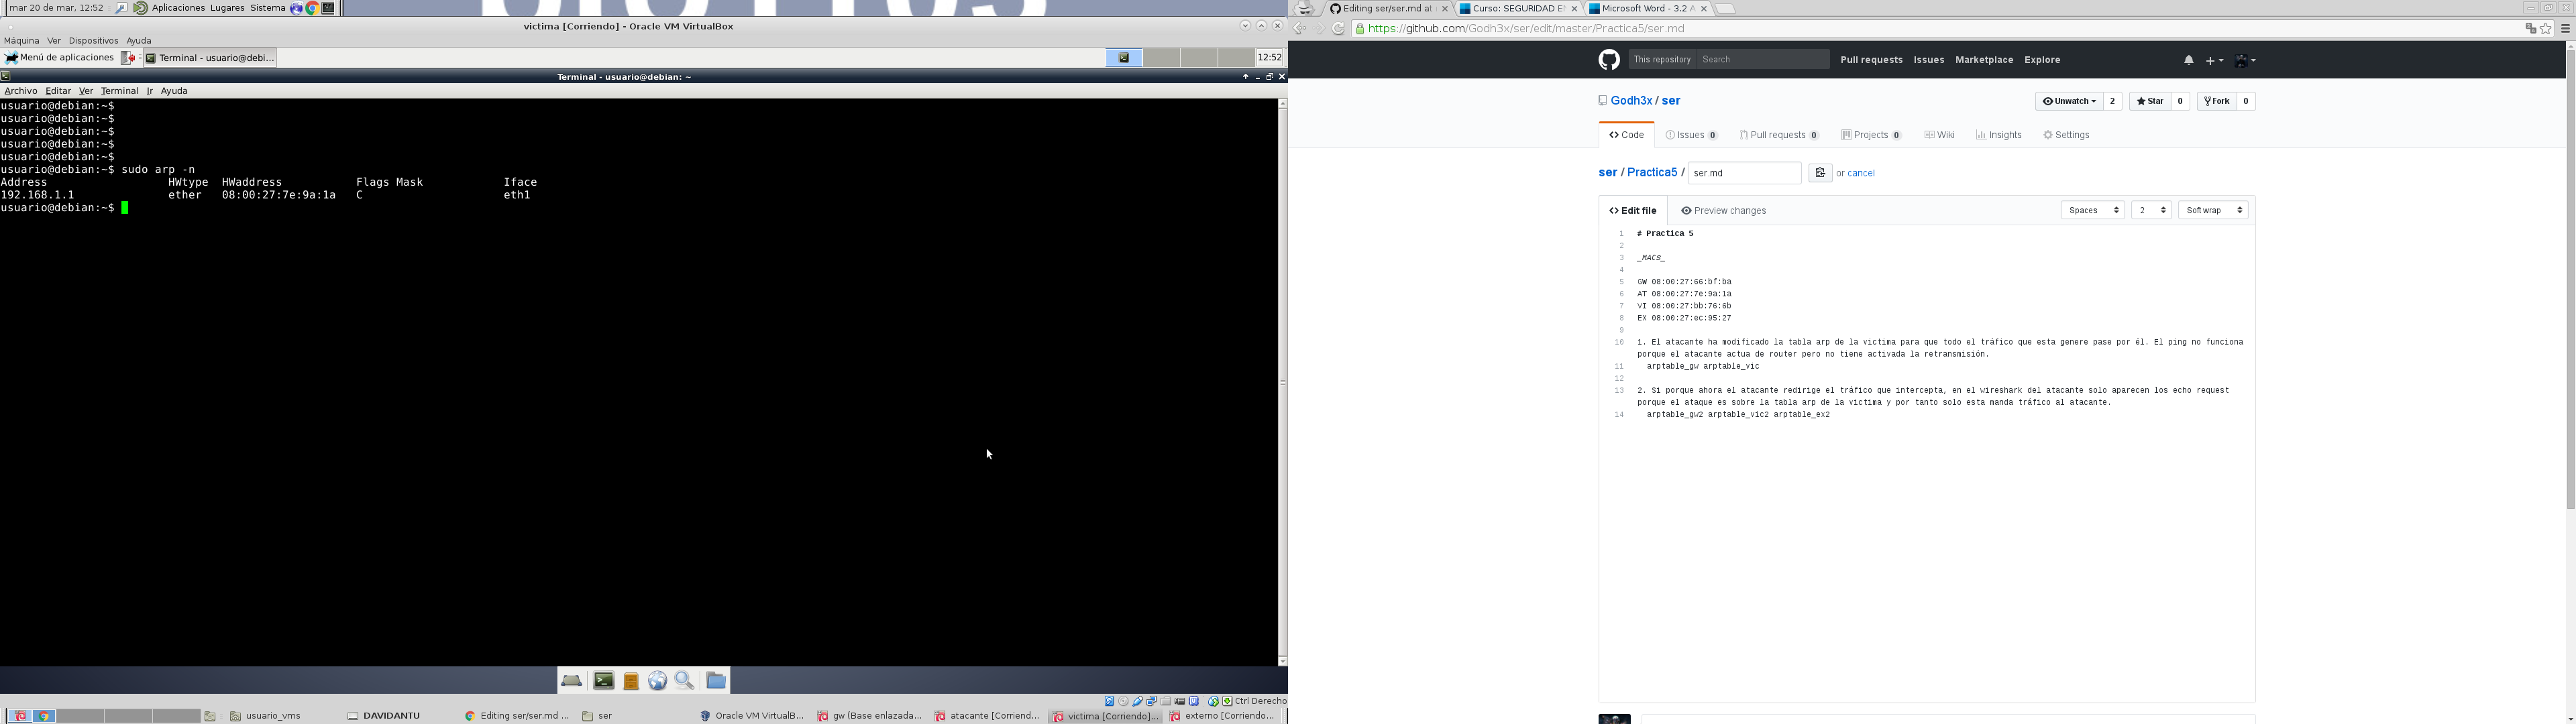 mar 20 de mar, 12:52
Aplicaciones Lugares Sistema
victima [Corriendo] - Oracle VM VirtualBox
Máquina Ver Dispositivos Ayuda
Menú de aplicaciones
Terminal - usuario@debi...
12:52
Terminal - usuario@debian: ~
Archivo Editar Ver Terminal Ir Ayuda
usuario@debian:~$
usuario@debian:~$
usuario@debian:~$
usuario@debian:~$
usuario@debian:~$
usuario@debian:~$ sudo arp -n
Address HWtype HWaddress Flags Mask Iface
192.168.1.1 ether 08:00:27:7e:9a:1a C eth1
usuario@debian:~$
Ctrl Derecho
usuario_vms
DAVIDANTU
Editing ser/ser.md ...
ser
Oracle VM VirtualB...
gw (Base enlazada...
atacante [Corriend...
victima [Corriendo]...
externo [Corriendo...
Editing ser/ser.md at
Curso: SEGURIDAD E
Microsoft Word - 3.2 A
https://github.com/Godh3x/ser/edit/master/Practica5/ser.md
This repository Search
Pull requests Issues Marketplace Explore
Godh3x / ser
Unwatch 2 Star 0 Fork 0
Code Issues 0 Pull requests 0 Projects 0 Wiki Insights Settings
ser / Practica5 / ser.md or cancel
Edit file Preview changes Spaces 2 Soft wrap
1 # Practica 5
2
3 _MACS_
4
5 GW 08:00:27:66:bf:ba
6 AT 08:00:27:7e:9a:1a
7 VI 08:00:27:bb:76:6b
8 EX 08:00:27:ec:95:27
9
10 1. El atacante ha modificado la tabla arp de la victima para que todo el tráfico que esta genere pase por él. El ping no funciona
porque el atacante actua de router pero no tiene activada la retransmisión.
11 arptable_gw arptable_vic
12
13 2. Si porque ahora el atacante redirige el tráfico que intercepta, en el wireshark del atacante solo aparecen los echo request
porque el ataque es sobre la tabla arp de la victima y por tanto solo esta manda tráfico al atacante.
14 arptable_gw2 arptable_vic2 arptable_ex2